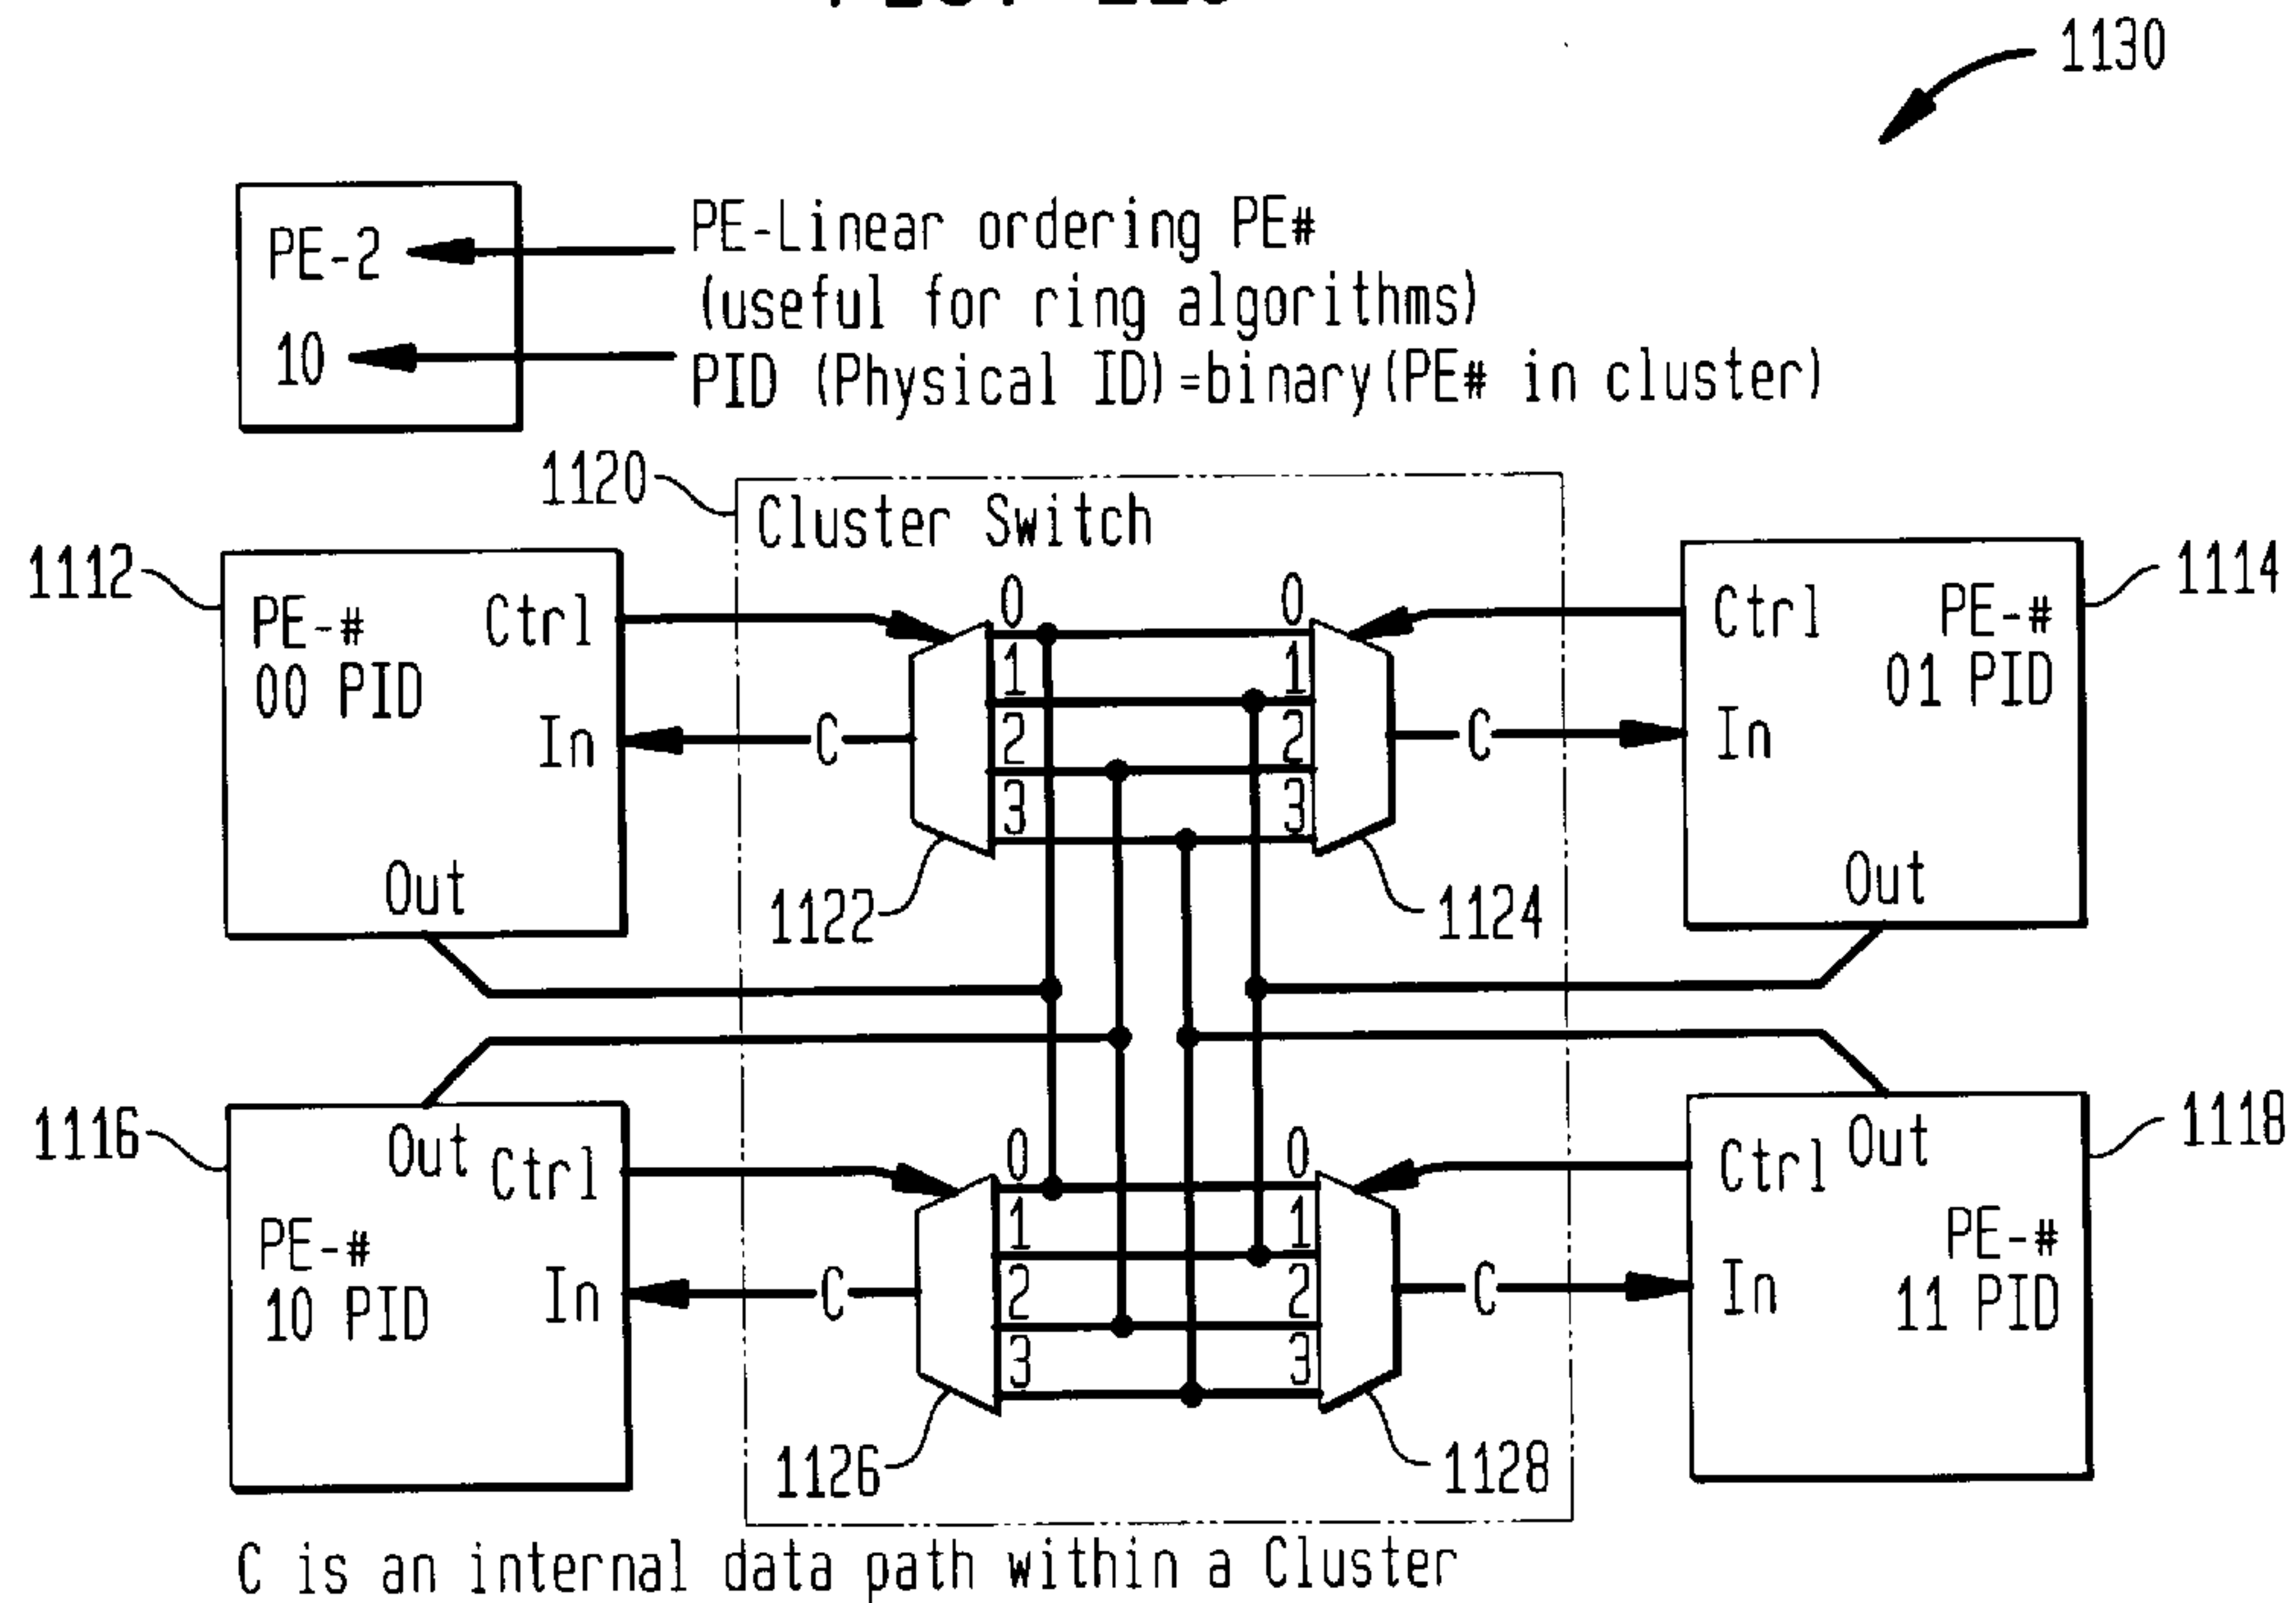 1130
PE-2
10
PE-Linear ordering PE#
(useful for ring algorithms)
PID (Physical ID)=binary(PE# in cluster)
1120
Cluster Switch
1112
PE-#
00 PID
Ctrl
In
Out
C
0
1
2
3
1122
0
1
2
3
1124
C
1114
Ctrl
PE-#
01 PID
In
Out
1116
Out
Ctrl
PE-#
10 PID
In
C
0
1
2
3
1126
0
1
2
3
1128
C
1118
Ctrl
Out
PE-#
11 PID
In
C is an internal data path within a Cluster